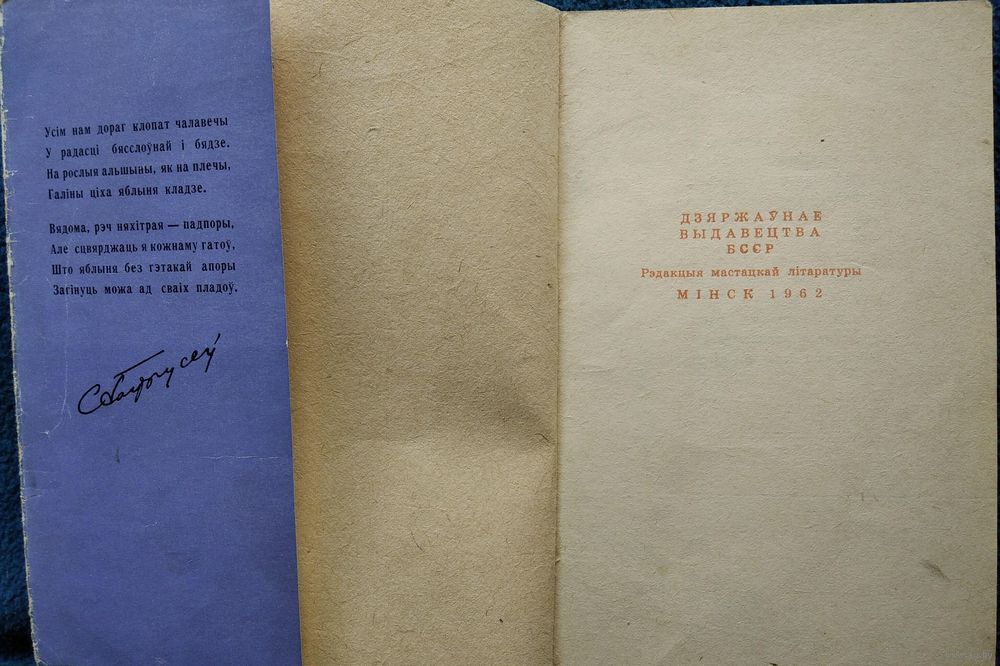 Усім нам дораг клопат чалавечы
У радасці бясслоўнай і бядзе.
На рослыя альшыны, як на плечы,
Галіны ціха яблыня кладзе.
Вядома, рэч няхітрая — падпоры,
Але сцвярджаць я кожнаму гатоў,
Што яблыня без гэтакай апоры
Загінуць можа ад сваіх пладоў.
ДЗЯРЖАЎНАЕ
ВЫДАВЕЦТВА
БССР
Рэдакцыя мастацкай літаратуры
МІНСК 1962